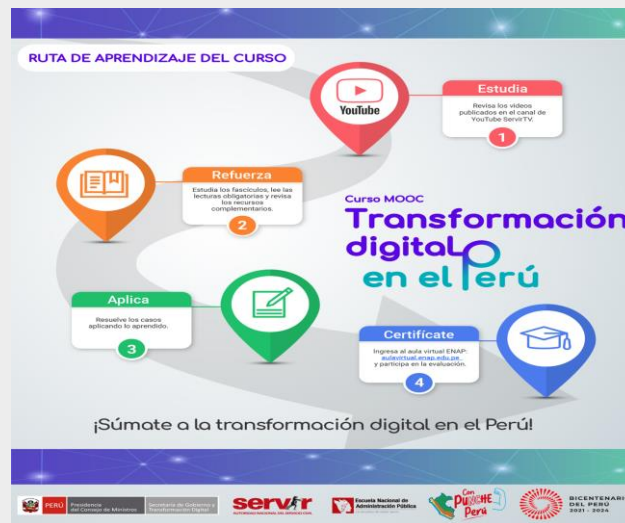 RUTA DE APRENDIZAJE DEL CURSO
YouTube
Estudia
Revisa los videos
publicados en el canal de
YouTube ServirTV.
1
Refuerza
Estudia los fascículos, lee las
lecturas obligatorias y revisa
los recursos
complementarios.
2
Curso MOOC
Transformación
digital
en el Perú
Aplica
Resuelve los casos
aplicando lo aprendido.
3
Certifícate
Ingresa al aula virtual ENAP:
aulavirtual.enap.edu.pe
y participa en la evaluación.
4
¡Súmate a la transformación digital en el Perú!
PERÚ
Presidencia
del Consejo de Ministros
Secretaría de Gobierno y
Transformación Digital
servir
Escuela Nacional de
Administración Pública
Con
PUNCHE
Perú
BICENTENARI
DEL PERÚ
2021 - 2024